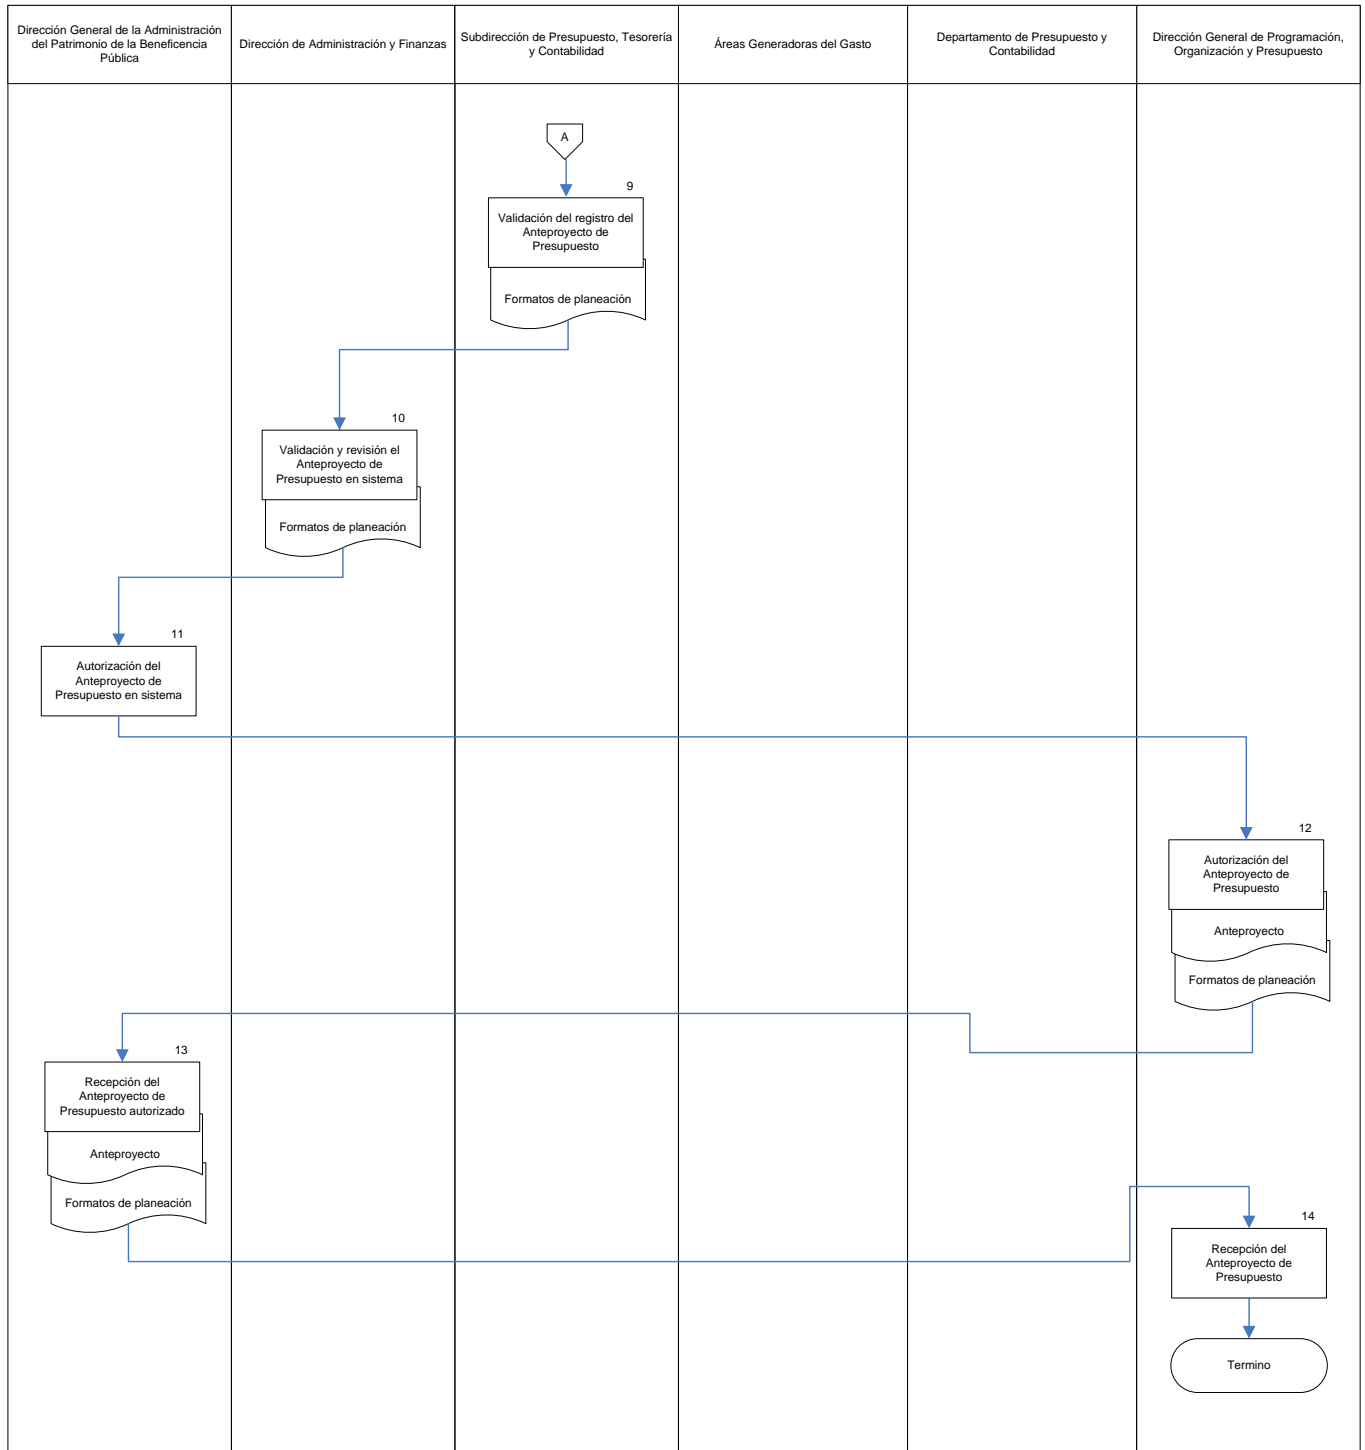 Dirección General de la Administración
del Patrimonio de la Beneficencia
Pública
Dirección de Administración y Finanzas
Subdirección de Presupuesto, Tesorería
y Contabilidad
Áreas Generadoras del Gasto
Departamento de Presupuesto y
Contabilidad
Dirección General de Programación,
Organización y Presupuesto
A
9
Validación del registro del
Anteproyecto de
Presupuesto
Formatos de planeación
10
Validación y revisión el
Anteproyecto de
Presupuesto en sistema
Formatos de planeación
11
Autorización del
Anteproyecto de
Presupuesto en sistema
12
Autorización del
Anteproyecto de
Presupuesto
Anteproyecto
Formatos de planeación
13
Recepción del
Anteproyecto de
Presupuesto autorizado
Anteproyecto
Formatos de planeación
14
Recepción del
Anteproyecto de
Presupuesto
Termino